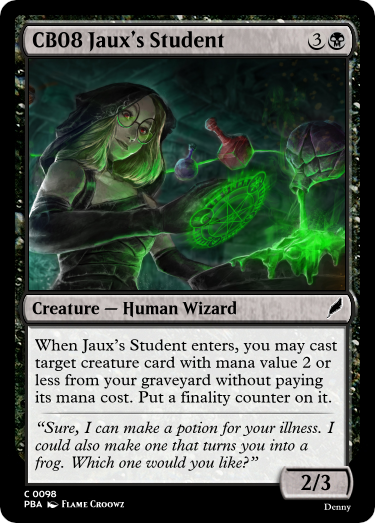 CB08 Jaux's Student 3
Creature — Human Wizard
When Jaux's Student enters, you may cast
target creature card with mana value 2 or
less from your graveyard without paying
its mana cost. Put a finality counter on it.
“Sure, I can make a potion for your illness. I
could also make one that turns you into a
frog. Which one would you like?”
2/3
C 0098
PBA Flame Croowz
Denny